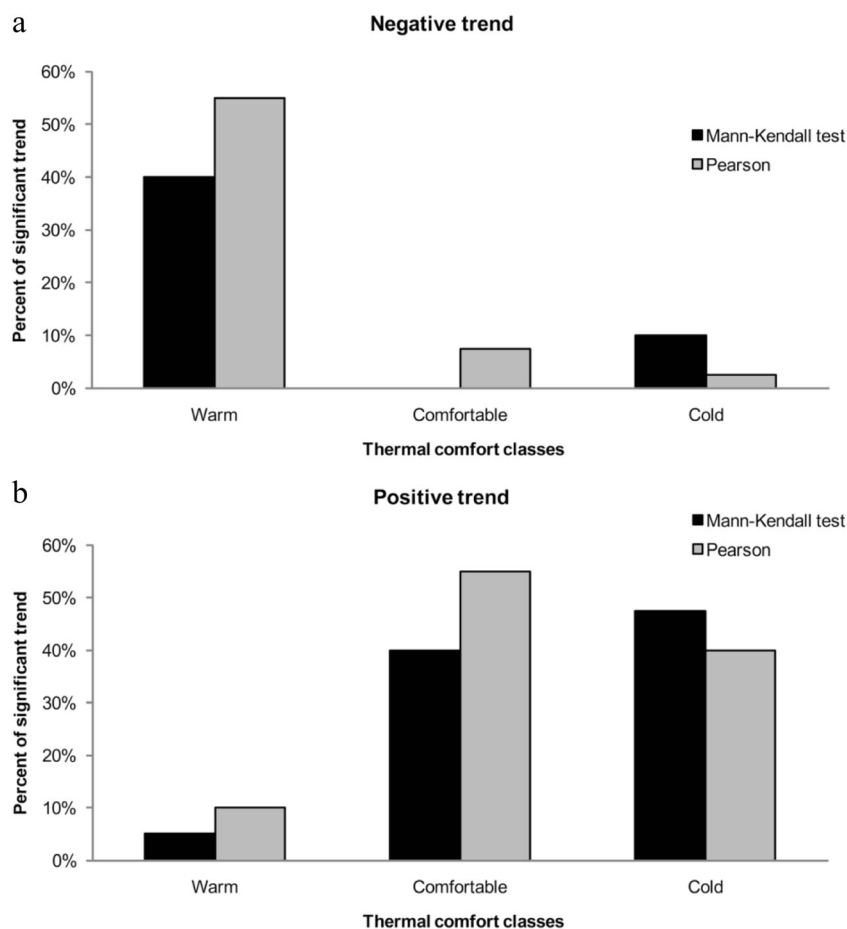 a
Negative trend
60%
50%
40%
30%
20%
10%
0%
Percent of significant trend
Mann-Kendall test
Pearson
Warm Comfortable Cold
Thermal comfort classes
b
Positive trend
Mann-Kendall test
Pearson
60%
50%
40%
30%
20%
10%
0%
Percent of significant trend
Warm Comfortable Cold
Thermal comfort classes